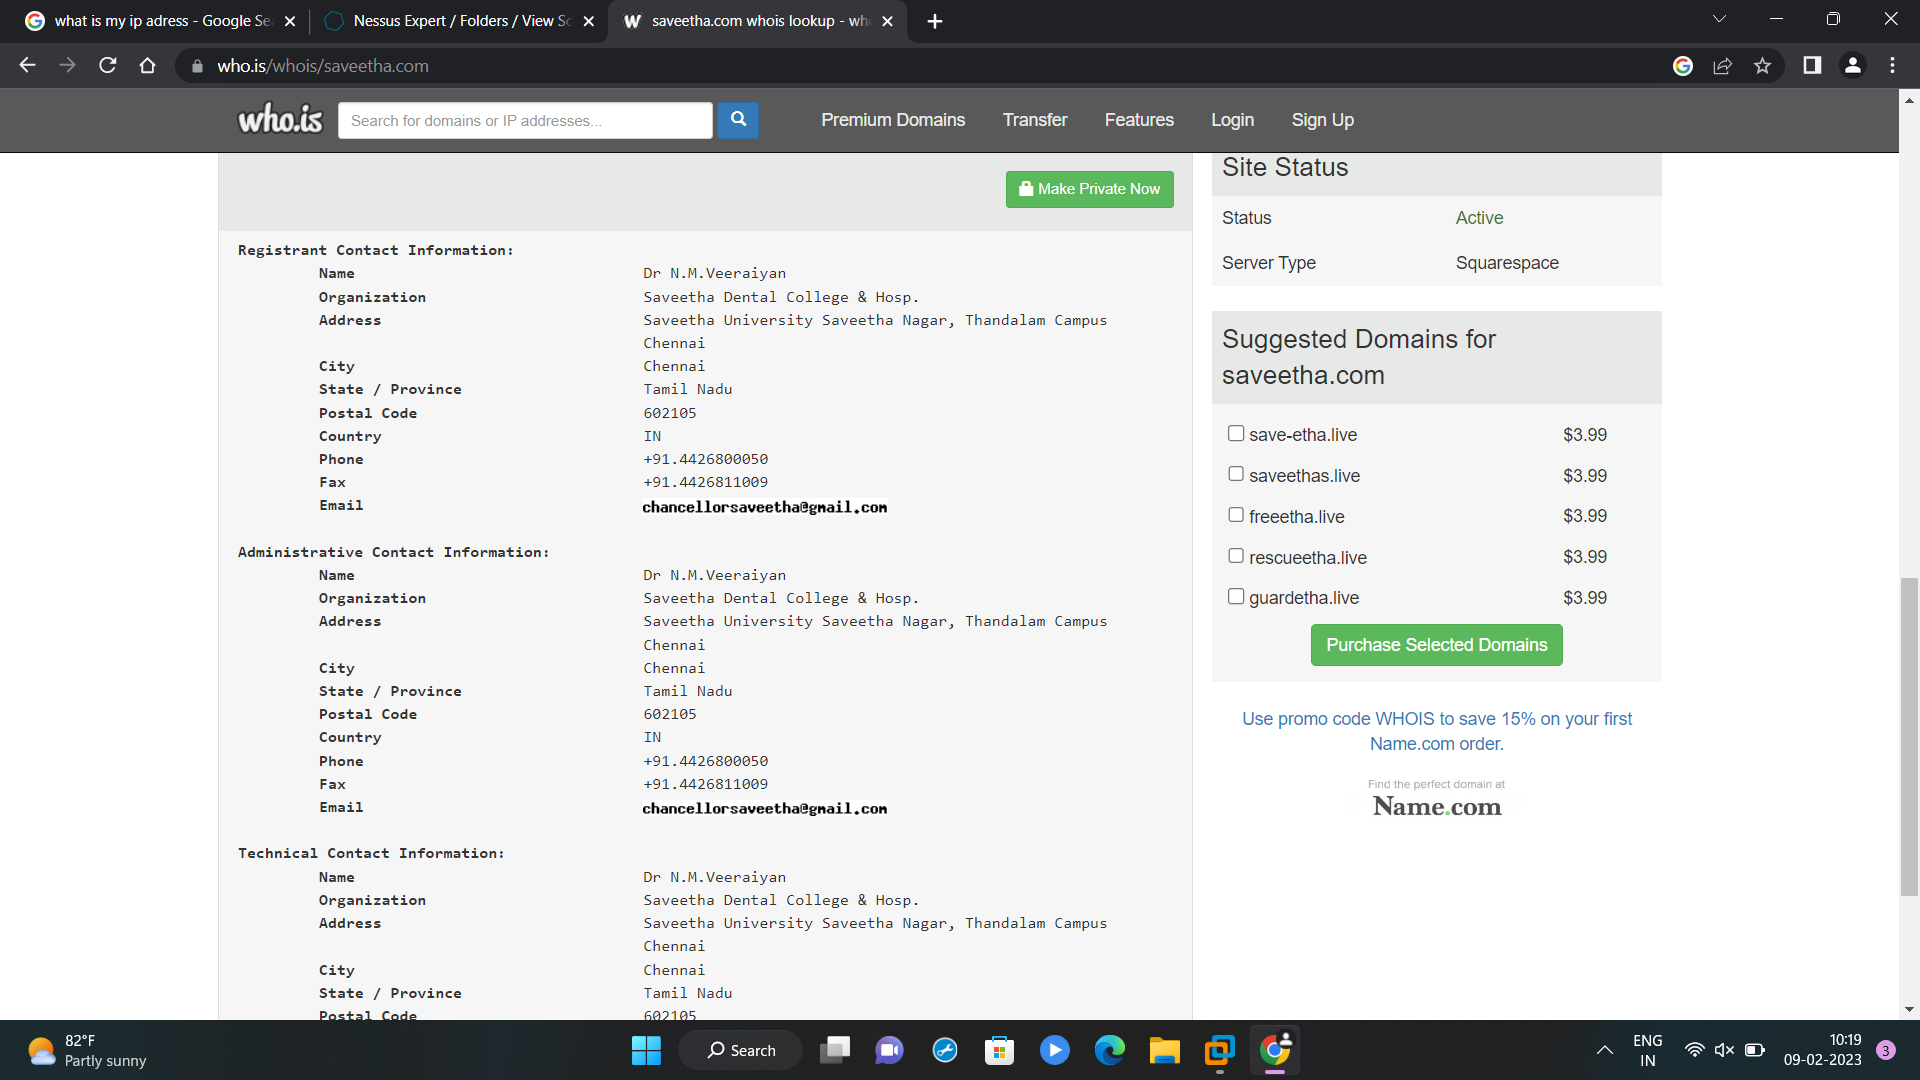 what is my ip adress - Google Se
Nessus Expert / Folders / View Sc
W saveetha.com whois lookup - who
who.is/whois/saveetha.com
who.is
Search for domains or IP addresses...
Premium Domains
Transfer
Features
Login
Sign Up
Make Private Now
Registrant Contact Information:
Name Dr N.M.Veeraiyan
Organization Saveetha Dental College & Hosp.
Address Saveetha University Saveetha Nagar, Thandalam Campus
Chennai
City Chennai
State / Province Tamil Nadu
Postal Code 602105
Country IN
Phone +91.4426800050
Fax +91.4426811009
Email chancellorsaveetha@gmail.com
Administrative Contact Information:
Name Dr N.M.Veeraiyan
Organization Saveetha Dental College & Hosp.
Address Saveetha University Saveetha Nagar, Thandalam Campus
Chennai
City Chennai
State / Province Tamil Nadu
Postal Code 602105
Country IN
Phone +91.4426800050
Fax +91.4426811009
Email chancellorsaveetha@gmail.com
Technical Contact Information:
Name Dr N.M.Veeraiyan
Organization Saveetha Dental College & Hosp.
Address Saveetha University Saveetha Nagar, Thandalam Campus
Chennai
City Chennai
State / Province Tamil Nadu
Postal Code 602105
Site Status
Status Active
Server Type Squarespace
Suggested Domains for
saveetha.com
save-etha.live $3.99
saveethas.live $3.99
freeetha.live $3.99
rescueetha.live $3.99
guardetha.live $3.99
Purchase Selected Domains
Use promo code WHOIS to save 15% on your first
Name.com order.
Find the perfect domain at
Name.com
82°F
Partly sunny
Search
ENG
IN
10:19
09-02-2023
3